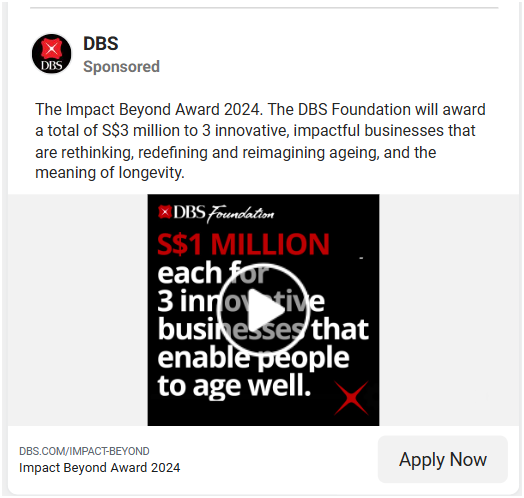 DBS
DBS
Sponsored
The Impact Beyond Award 2024. The DBS Foundation will award
a total of S$3 million to 3 innovative, impactful businesses that
are rethinking, redefining and reimagining ageing, and the
meaning of longevity.
DBS Foundation
S$1 MILLION
each for
3 innovative
businesses that
enable people
to age well.
DBS.COM/IMPACT-BEYOND
Impact Beyond Award 2024
Apply Now